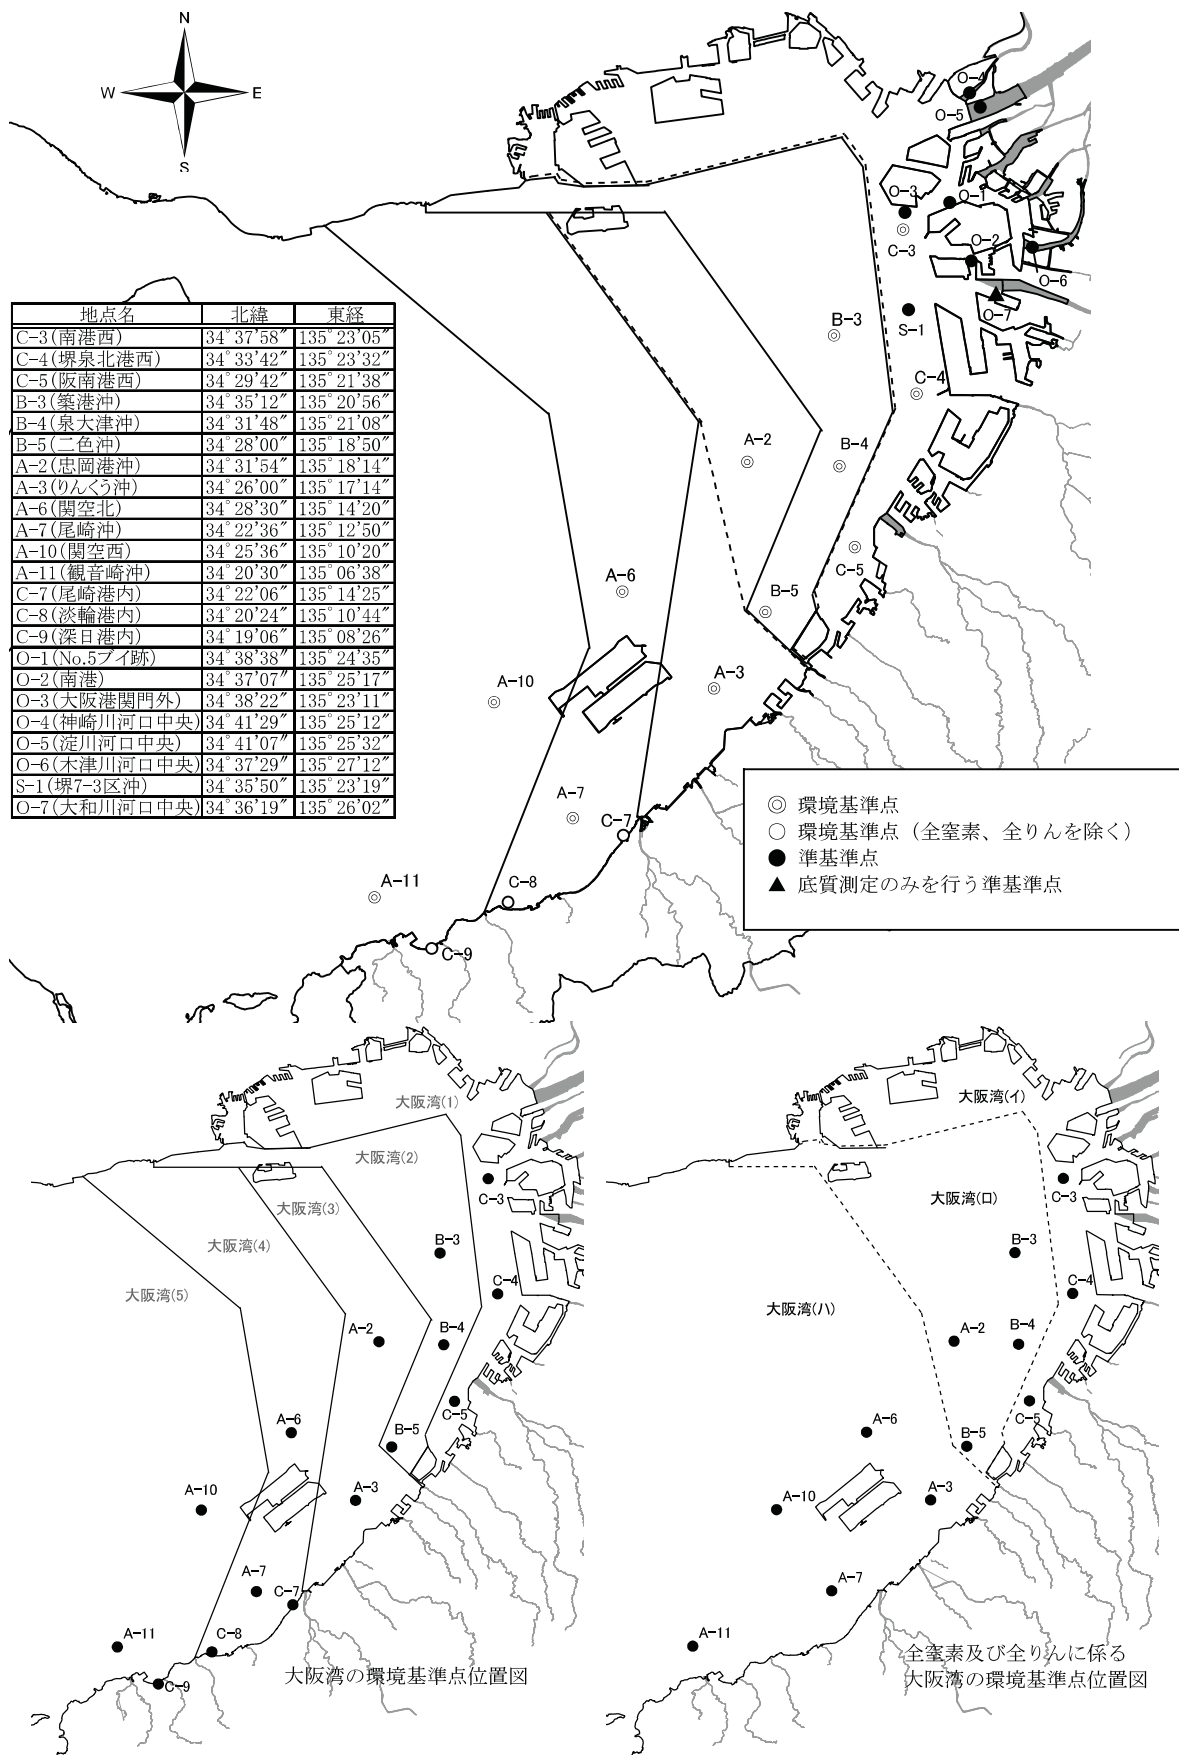 N
W
E
S
O-4
O-5
O-3
O-1
C-3
O-2
O-6
O-7
S-1
B-3
C-4
A-2
B-4
C-5
A-6
B-5
A-3
A-10
A-7
C-7
A-11
C-8
C-9
地点名 北緯 東経
C-3(南港西) 34°37′58″ 135°23′05″
C-4(堺泉北港西) 34°33′42″ 135°23′32″
C-5(阪南港西) 34°29′42″ 135°21′38″
B-3(築港沖) 34°35′12″ 135°20′56″
B-4(泉大津沖) 34°31′48″ 135°21′08″
B-5(二色沖) 34°28′00″ 135°18′50″
A-2(忠岡港沖) 34°31′54″ 135°18′14″
A-3(りんくう沖) 34°26′00″ 135°17′14″
A-6(関空北) 34°28′30″ 135°14′20″
A-7(尾崎沖) 34°22′36″ 135°12′50″
A-10(関空西) 34°25′36″ 135°10′20″
A-11(観音崎沖) 34°20′30″ 135°06′38″
C-7(尾崎港内) 34°22′06″ 135°14′25″
C-8(淡輪港内) 34°20′24″ 135°10′44″
C-9(深日港内) 34°19′06″ 135°08′26″
O-1(No.5ブイ跡) 34°38′38″ 135°24′35″
O-2(南港) 34°37′07″ 135°25′17″
O-3(大阪港関門外) 34°38′22″ 135°23′11″
O-4(神崎川河口中央) 34°41′29″ 135°25′12″
O-5(淀川河口中央) 34°41′07″ 135°25′32″
O-6(木津川河口中央) 34°37′29″ 135°27′12″
S-1(堺7-3区沖) 34°35′50″ 135°23′19″
O-7(大和川河口中央) 34°36′19″ 135°26′02″
◎ 環境基準点
○ 環境基準点（全窒素、全りんを除く）
● 準基準点
▲ 底質測定のみを行う準基準点
大阪湾(1)
大阪湾(2)
大阪湾(3)
大阪湾(4)
大阪湾(5)
C-3
B-3
C-4
A-2
B-4
C-5
A-6
B-5
A-10
A-3
A-7
C-7
A-11
C-8
C-9
大阪湾の環境基準点位置図
大阪湾(イ)
大阪湾(ロ)
大阪湾(ハ)
C-3
B-3
C-4
A-2
B-4
C-5
A-6
B-5
A-10
A-3
A-7
A-11
全窒素及び全りんに係る
大阪湾の環境基準点位置図